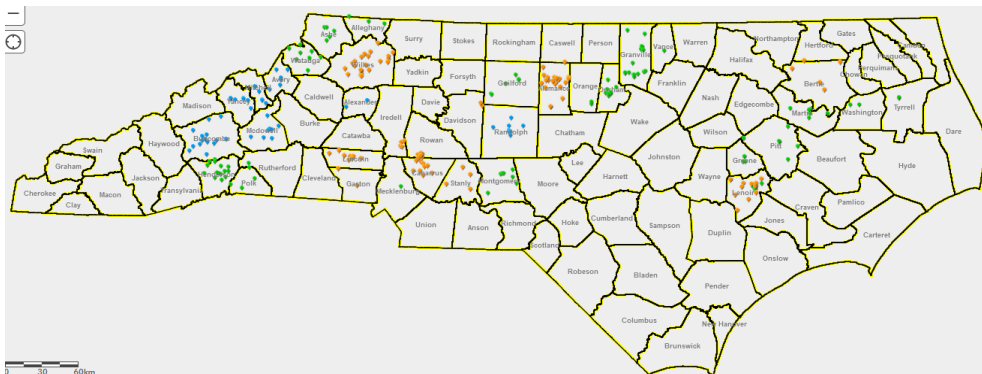 Alleghany
Ashe
Surry
Stokes
Rockingham
Caswell
Person
Vance
Warren
Northampton
Gates
Hertford
Granville
Halifax
Watauga
Wilkes
Yadkin
Forsyth
Guilford
Orange
Franklin
Bertie
Chowan
Perquimans
Avery
Caldwell
Alexander
Davie
Iredell
Davidson
Randolph
Chatham
Wake
Nash
Edgecombe
Martin
Washington
Tyrrell
Dare
Madison
Yancey
Burke
Catawba
Rowan
Wilson
Pitt
Beaufort
Hyde
Buncombe
Mcdowell
Haywood
Swain
Graham
Jackson
Rutherford
Cleveland
Lincoln
Gaston
Cabarrus
Stanly
Montgomery
Moore
Lee
Harnett
Johnston
Wayne
Greene
Lenoir
Craven
Pamlico
Cherokee
Macon
Clay
Transylvania
Henderson
Polk
Mecklenburg
Union
Anson
Richmond
Scotland
Hoke
Cumberland
Sampson
Duplin
Jones
Carteret
Onslow
Robeson
Bladen
Pender
Columbus
New Hanover
Brunswick
0 30 60km